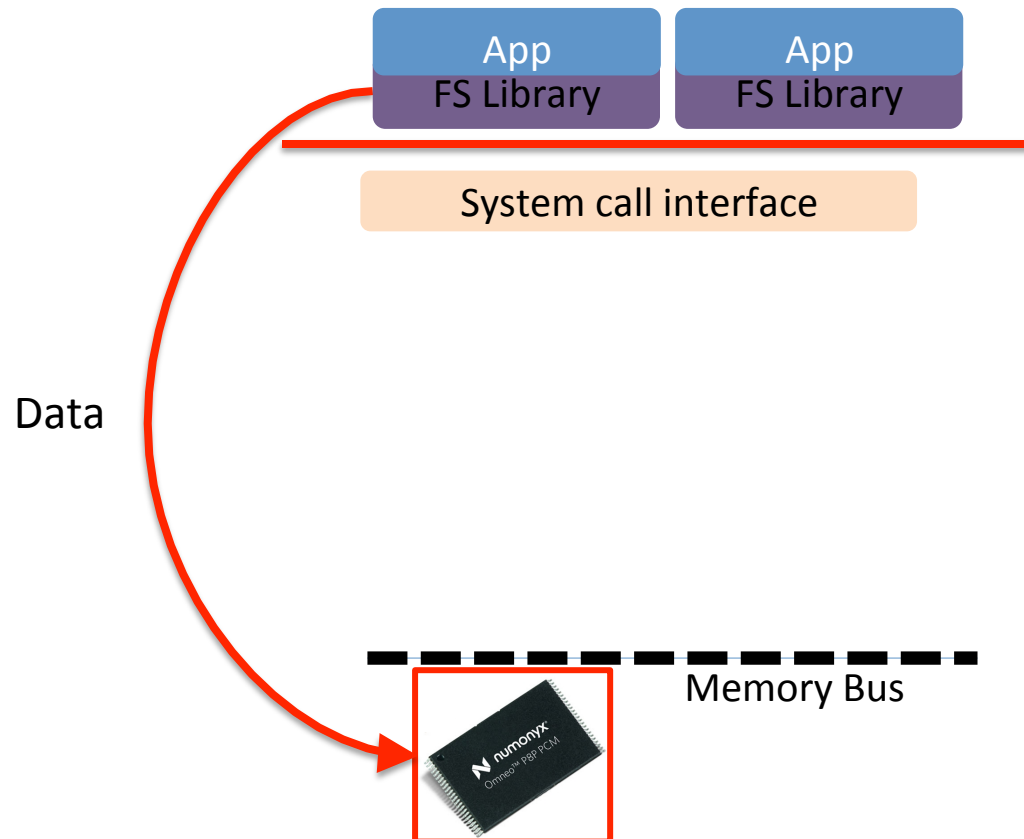 App
App
FS Library
FS Library
System call interface
Data
Memory Bus
numonyx
Omneo™ P8P PCM